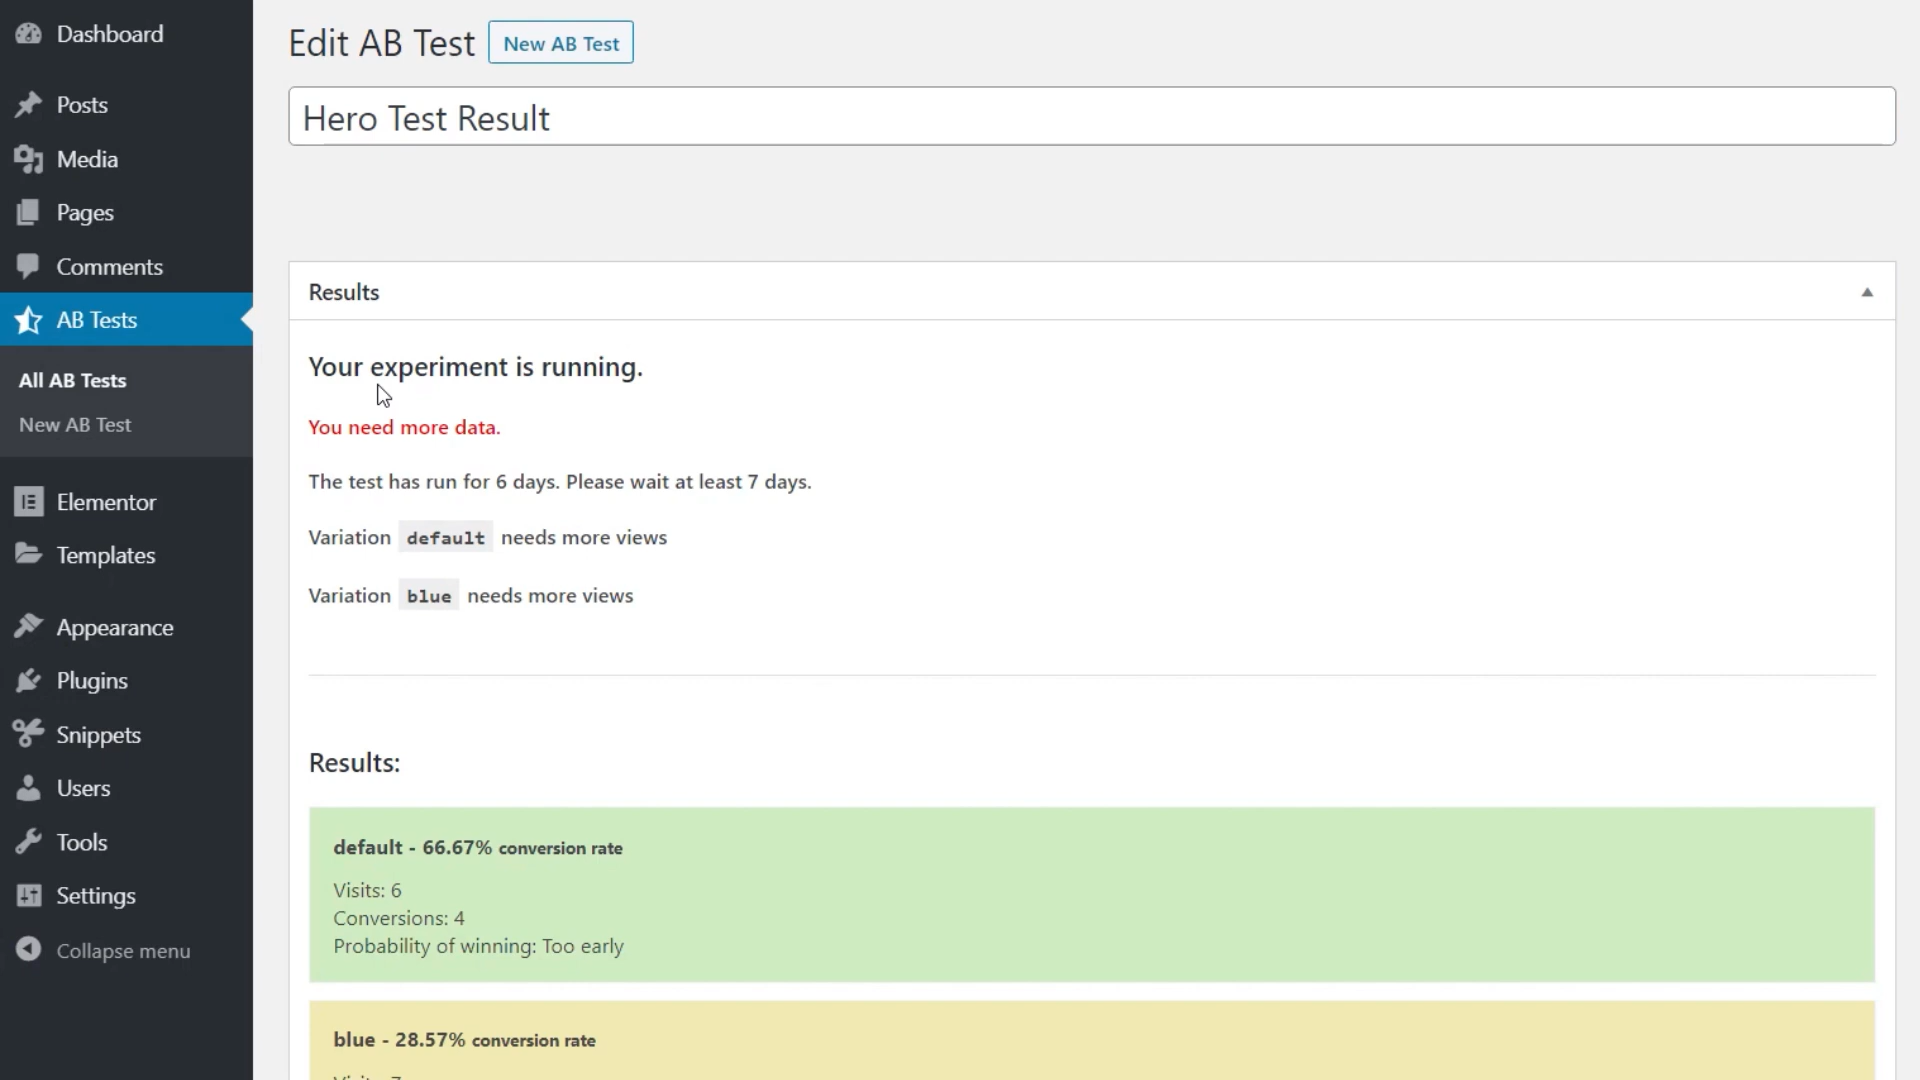 Dashboard
Posts
Media
Pages
Comments
AB Tests
All AB Tests
New AB Test
Elementor
Templates
Appearance
Plugins
Snippets
Users
Tools
Settings
Collapse menu
Edit AB Test
New AB Test
Hero Test Result
Results
Your experiment is running.
You need more data.
The test has run for 6 days. Please wait at least 7 days.
Variation default needs more views
Variation blue needs more views
Results:
default - 66.67% conversion rate
Visits: 6
Conversions: 4
Probability of winning: Too early
blue - 28.57% conversion rate